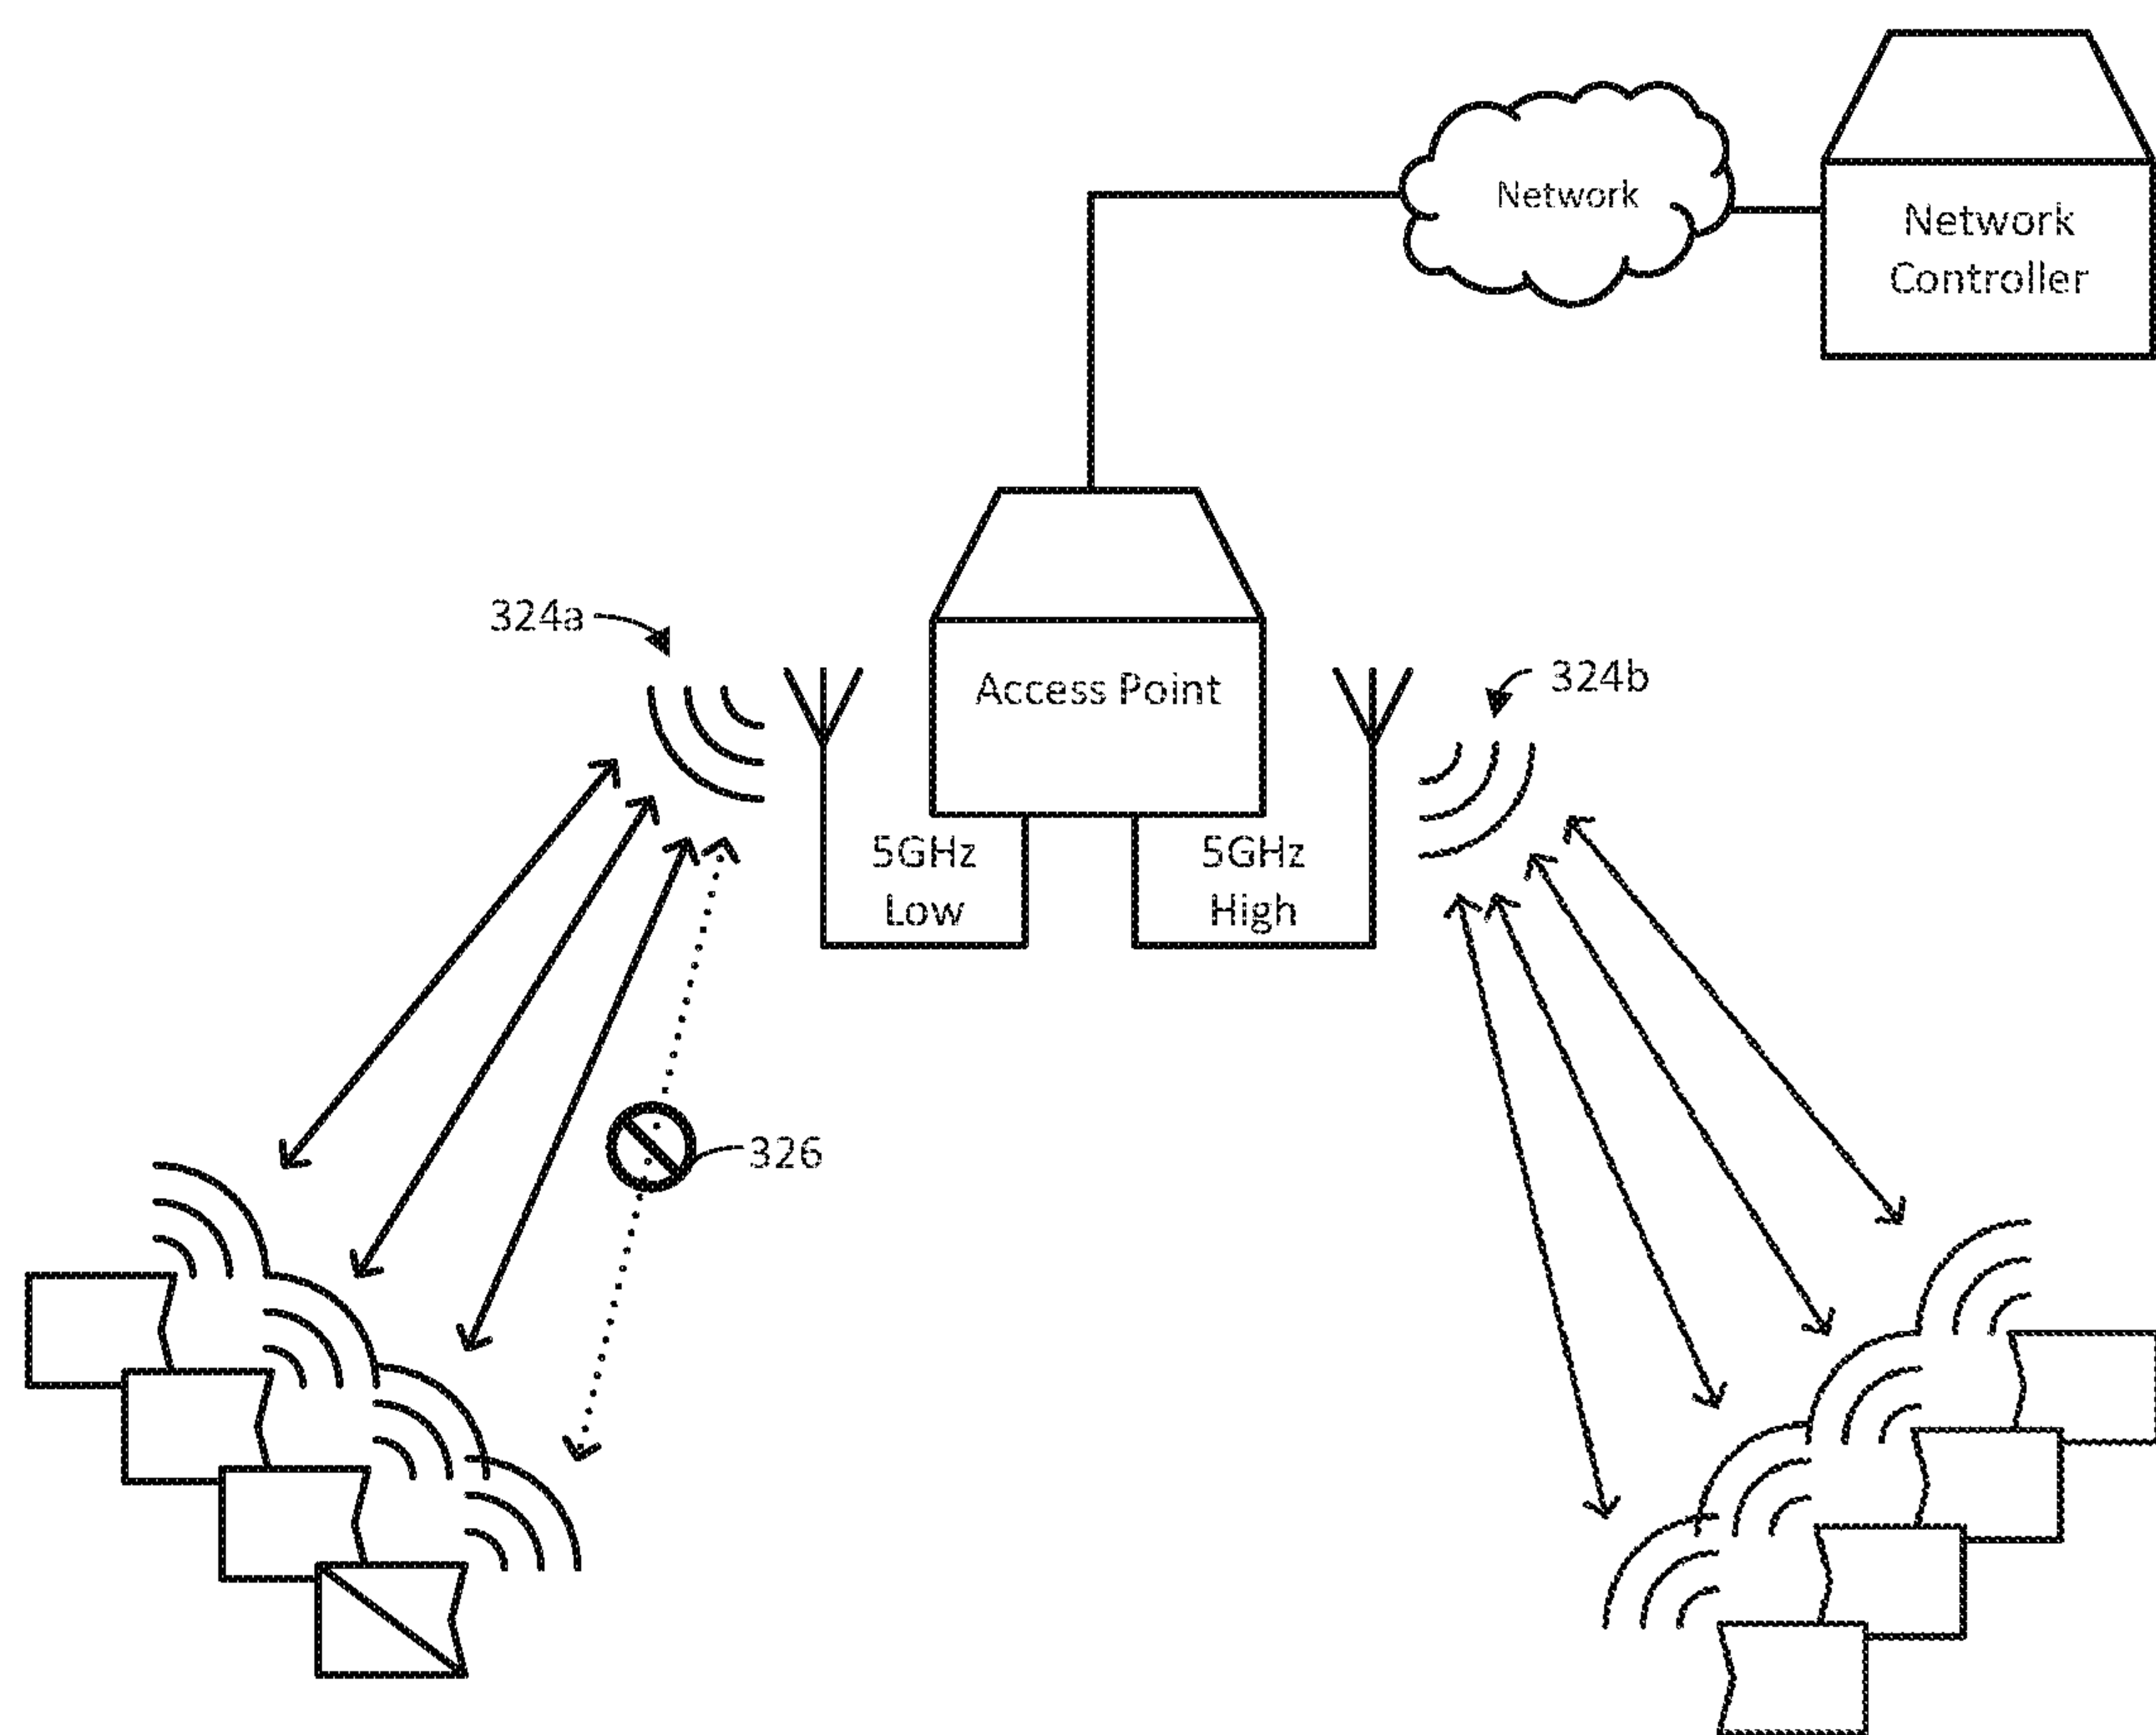 Network
Network
Controller
324a
Access Point
324b
5GHz
Low
5GHz
High
326